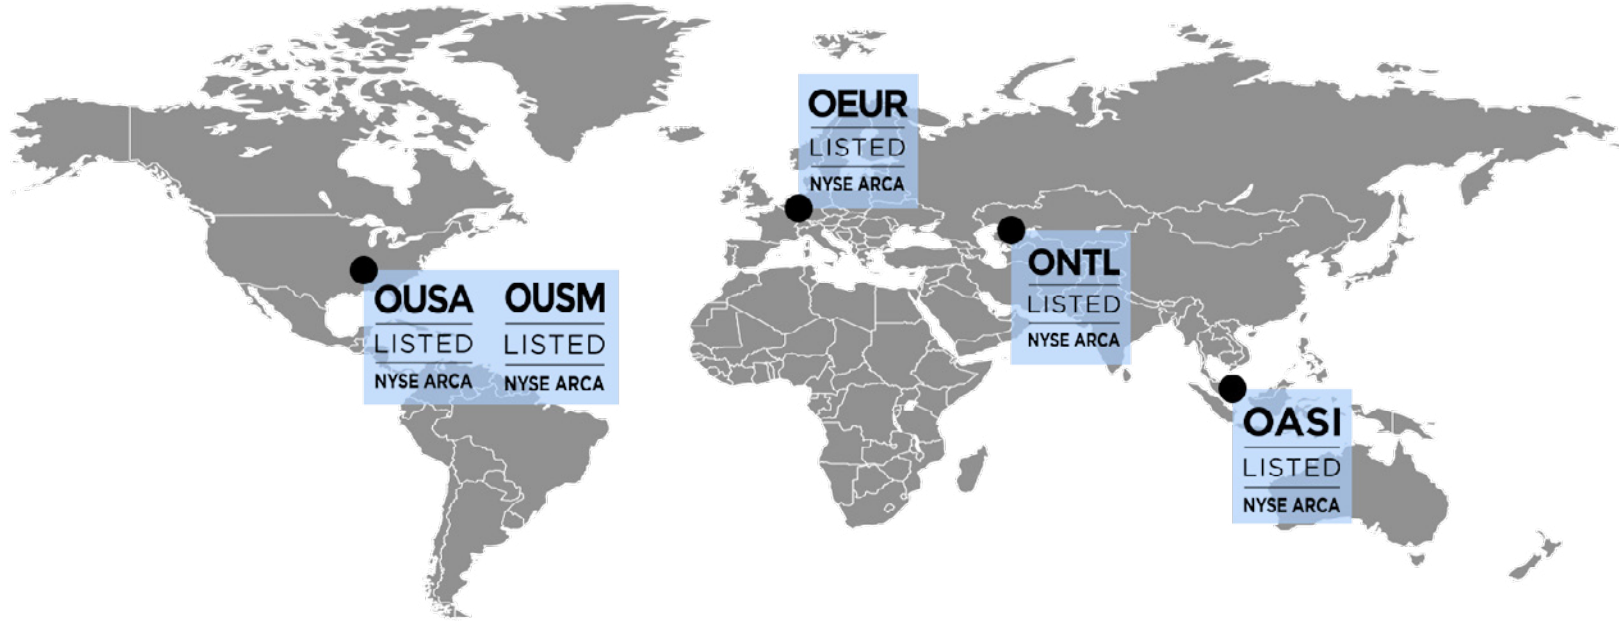 OEUR
LISTED
NYSE ARCA
ONTL
LISTED
NYSE ARCA
OUSA
LISTED
NYSE ARCA
OUSM
LISTED
NYSE ARCA
OASI
LISTED
NYSE ARCA